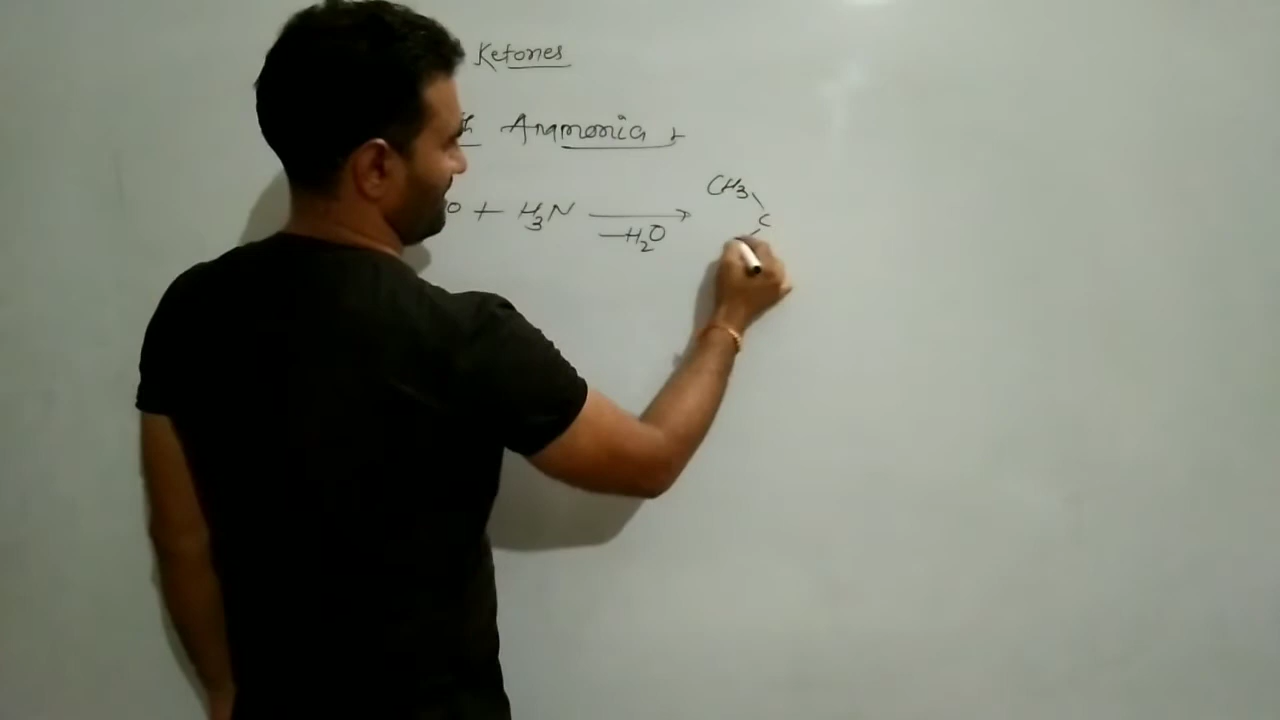 Ketones
Ammonia
CH3
O + H3N →
C
-H2O